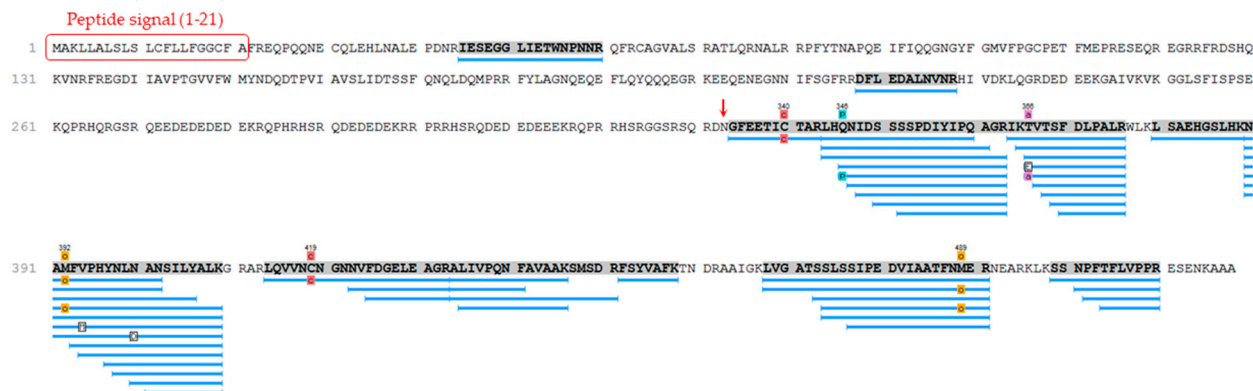 Peptide signal (1-21)
1 MAKLLALSLS LCFLLFGGCF AFREQPQQNE CQLEHLNALE PDNRIESEGG LIETWNPNNR QFRCAGVALS RATLQRNALR RPFYTNAPQE IFIQQGNGYF GMVFPGCPET FMEPRESEQR EGRRFRDSHQ
131 KVNRFREGDI IAVPTGVVFW MYNDQDTPVI AVSLIDTSSF QNQLDQMPRR FYLAGNQEQE FLQYQQQEGR KEEQENEGNN IFSGFRRDFL EDALNVNRHI VDKLQGRDED EEKGAIVKVK GGLSFISPSE
340 346 366
c p a
261 KQPRHQRGSR QEEDEDEDED EKRQPHRHSR QDEDEDEKRR PRRHSRQDED EDEEEKRQPR RHSRGGSRSQ RDNGFEETIC TARLHQNIDS SSSPDIYIPQ AGRIKTVTSF DLPALRWLKL SAEHGSLHKN
c
p a
392 419 489
o c o
391 AMFVPHYNLN ANSILYALKG RARLQVVNCN GNNVFDGELE AGRALIVPQN FAVAAKSMSD RFSYVAFKTN DRAAIGKLVG ATSSLSSIPE DVIAATFNME RNEARKLKSS NPFTFLVPPR ESENKAAA
o c o
o o